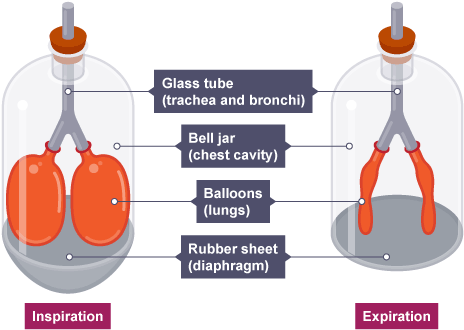 Glass tube
(trachea and bronchi)
Bell jar
(chest cavity)
Balloons
(lungs)
Rubber sheet
(diaphragm)
Inspiration
Expiration